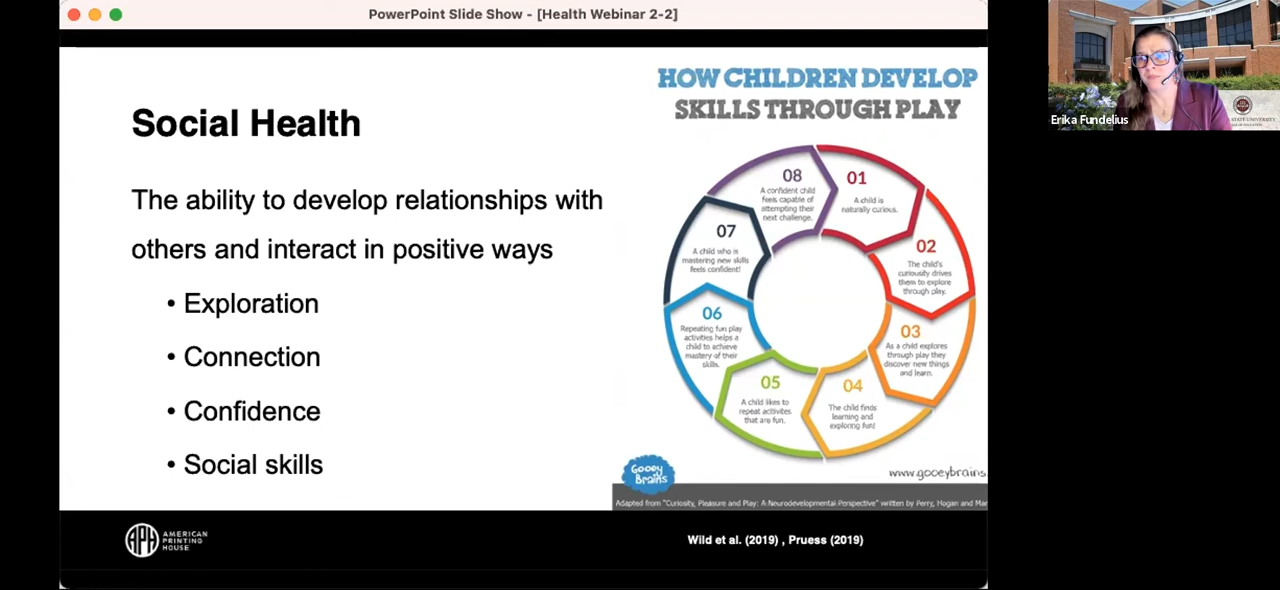 PowerPoint Slide Show - [Health Webinar 2-2]
Social Health
The ability to develop relationships with
others and interact in positive ways
• Exploration
• Connection
• Confidence
• Social skills
HOW CHILDREN DEVELOP
SKILLS THROUGH PLAY
01
A child is
naturally curious.
02
The child's
curiosity drives
them to explore
through play.
03
As a child explores
through play they
discover new things
and learn.
04
The child finds
learning and
exploring fun!
05
A child likes to
repeat activites
that are fun.
06
Repeating fun play
activities helps a
child to achieve
mastery of their
skills.
07
A child who is
mastering new skills
feels confident!
08
A confident child
feels capable of
attempting their
next challenge.
Gooey
Brains
www.gooeybrains.
Adapted from "Curiosity, Pleasure and Play: A Neurodevelopmental Perspective" written by Perry, Hogan and Mar
APH
AMERICAN
PRINTING
HOUSE
Wild et al. (2019) , Pruess (2019)
Erika Fundelius
STATE UNIVERSITY